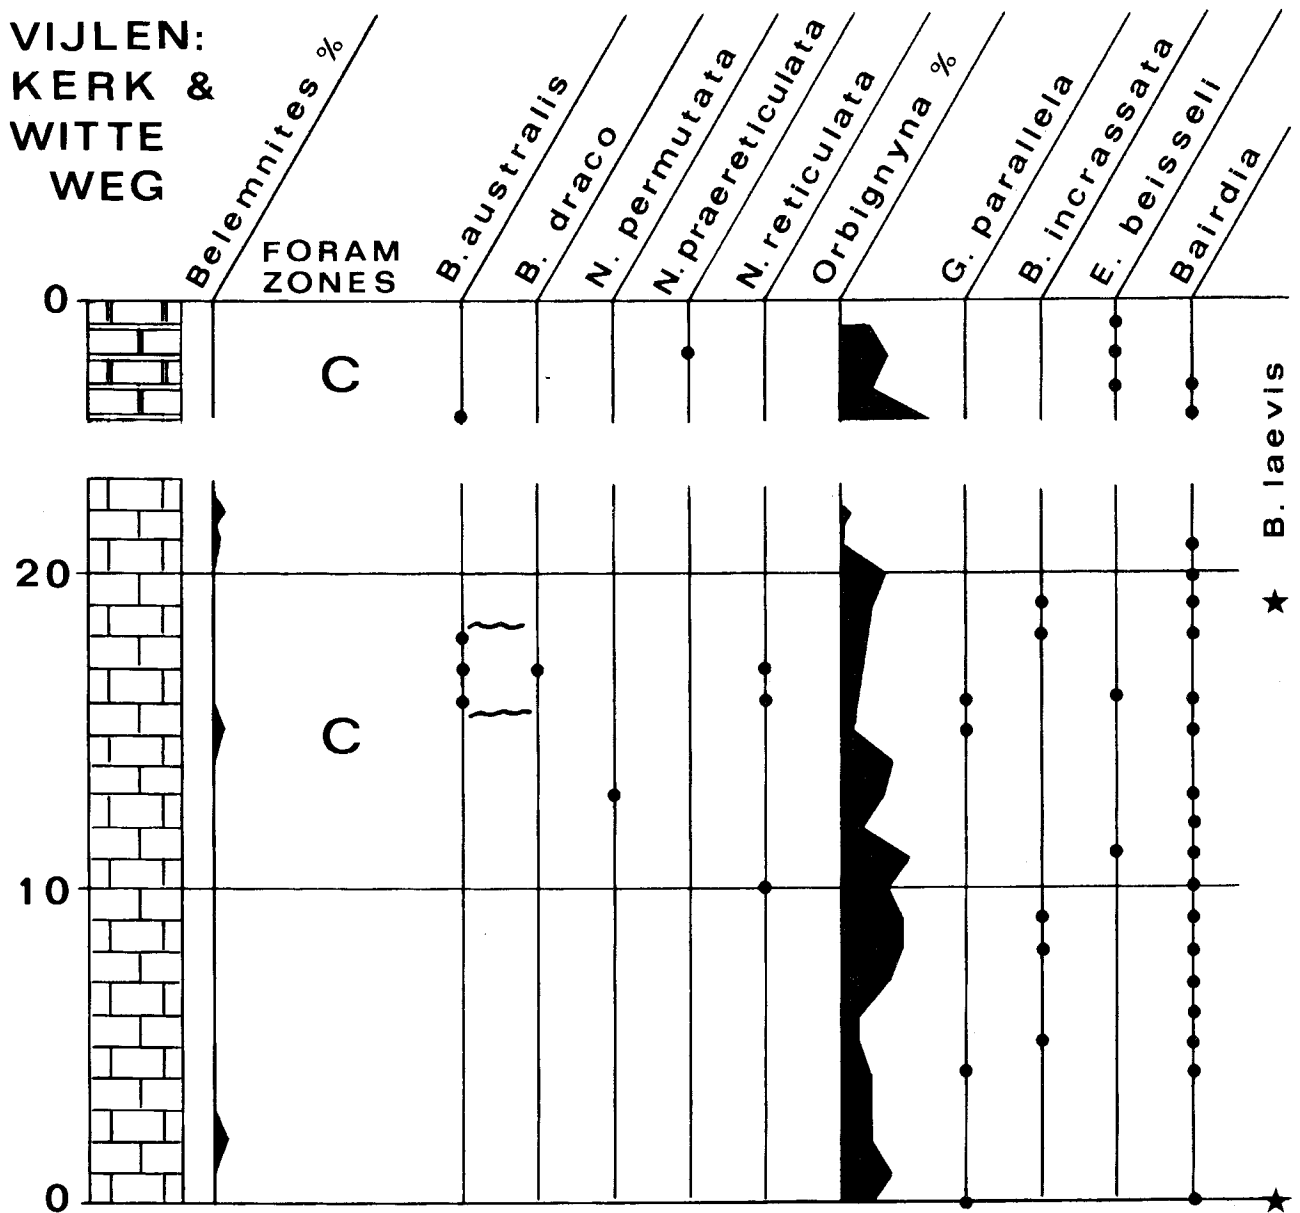 VIJLEN:
KERK &
WITTE
WEG
Belemnites %
FORAM
ZONES
B. australis
B. draco
N. permutata
N. praereticulata
N. reticulata
Orbignyna %
G. parallela
B. incrassata
E. beisseli
Bairdia
0
C
B. laevis
20
C
10
0